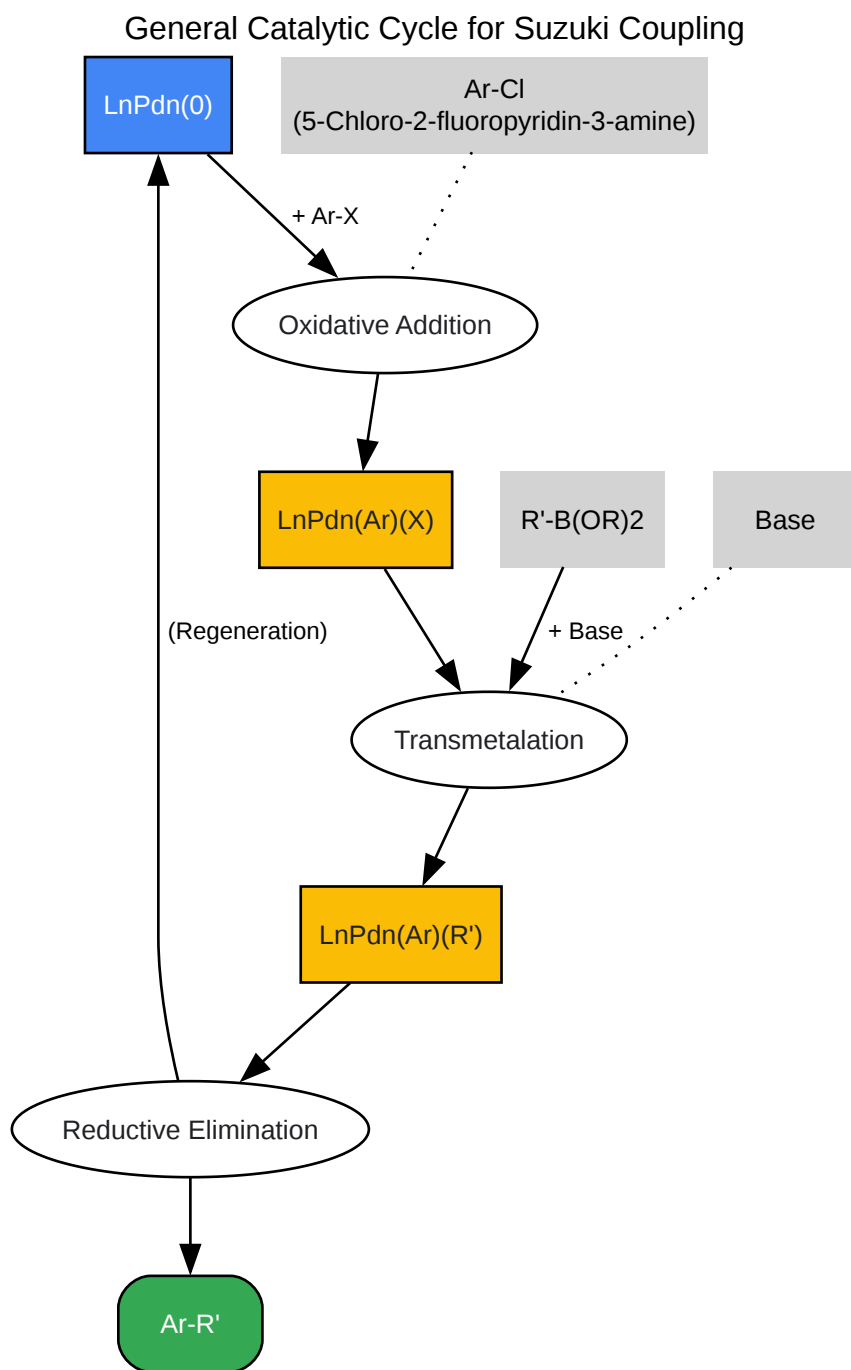 General Catalytic Cycle for Suzuki Coupling
LnPdn(0)
Ar-Cl
(5-Chloro-2-fluoropyridin-3-amine)
+ Ar-X
Oxidative Addition
LnPdn(Ar)(X)
R'-B(OR)2
Base
(Regeneration)
+ Base
Transmetalation
LnPdn(Ar)(R')
Reductive Elimination
Ar-R'